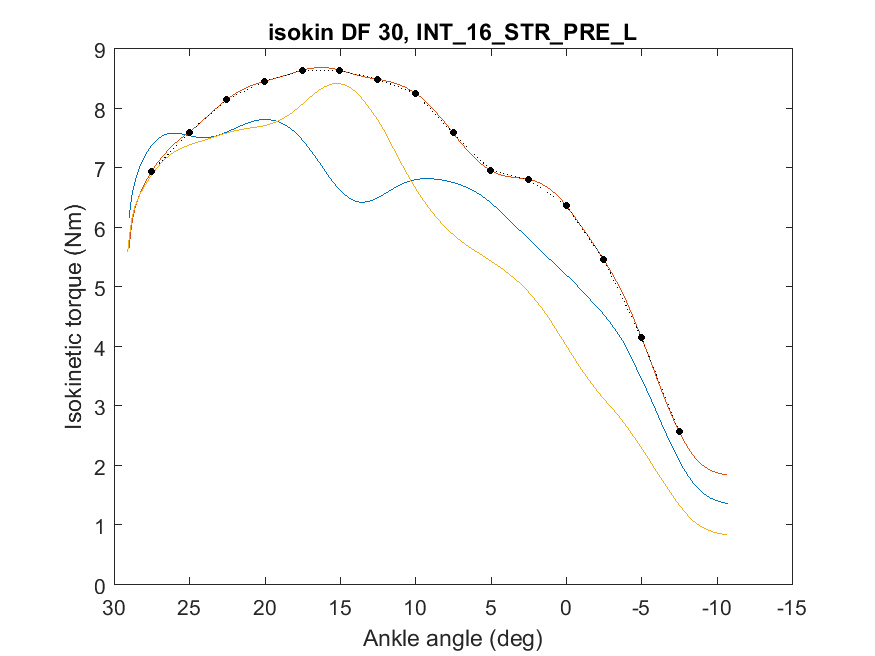 isokin DF 30, INT_16_STR_PRE_L
9
8
7
6
5
4
3
2
1
0
Isokinetic torque (Nm)
30 25 20 15 10 5 0 -5 -10 -15
Ankle angle (deg)